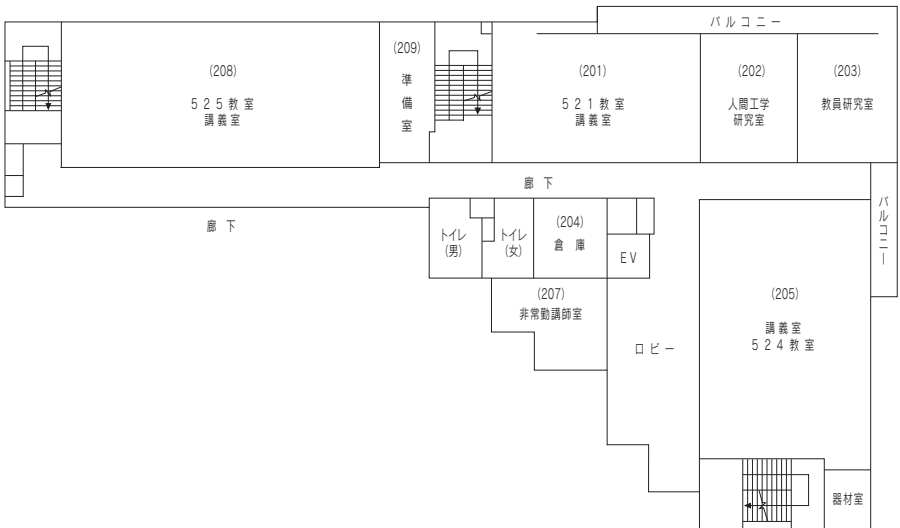 バルコニー
(208)
525教室
講義室
(209)
準
備
室
(201)
521教室
講義室
(202)
人間工学
研究室
(203)
教員研究室
廊下
廊下
トイレ
(男)
トイレ
(女)
(204)
倉庫
EV
バルコニー
(207)
非常勤講師室
ロビー
(205)
講義室
524教室
器材室